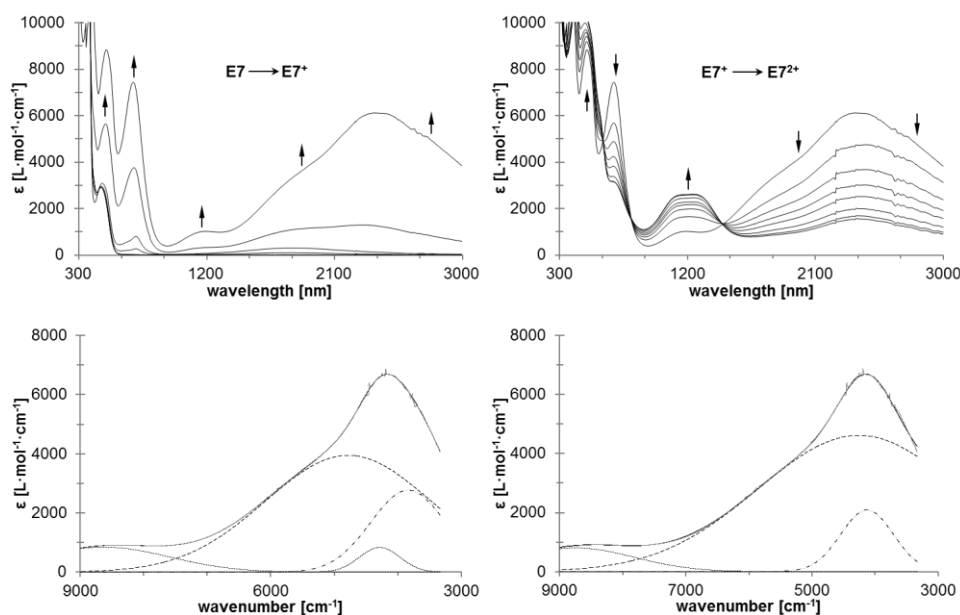 10000
8000
6000
4000
2000
0
ε [L·mol⁻¹·cm⁻¹]
E7 → E7⁺
300 1200 2100 3000
wavelength [nm]
10000
8000
6000
4000
2000
0
ε [L·mol⁻¹·cm⁻¹]
E7⁺ → E7²⁺
300 1200 2100 3000
wavelength [nm]
8000
6000
4000
2000
0
ε [L·mol⁻¹·cm⁻¹]
9000 6000 3000
wavenumber [cm⁻¹]
8000
6000
4000
2000
0
ε [L·mol⁻¹·cm⁻¹]
9000 7000 5000 3000
wavenumber [cm⁻¹]